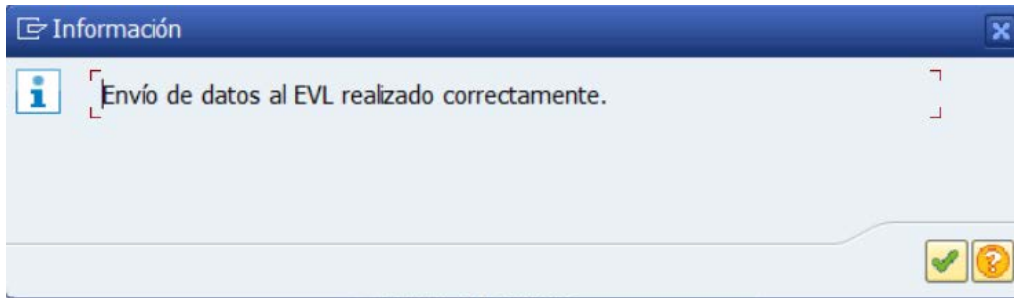 Información
Envío de datos al EVL realizado correctamente.